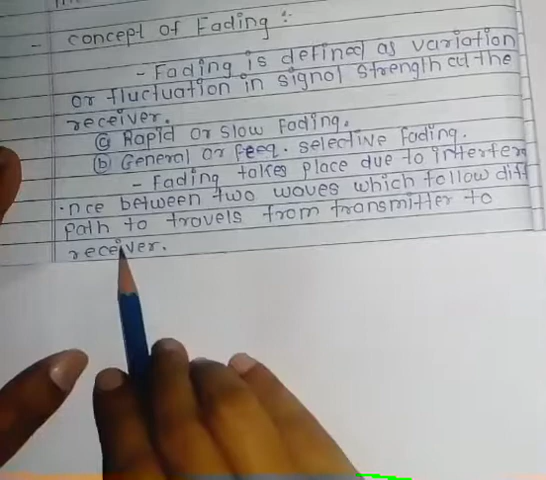 - concept of Fading :-
- Fading is defined as variation
or fluctuation in signal strength at the
receiver.
(a) Rapid or slow fading.
(b) General or freq. selective fading.
- Fading takes place due to interfere
nce between two waves which follow diff
path to travels from transmitter to
receiver.